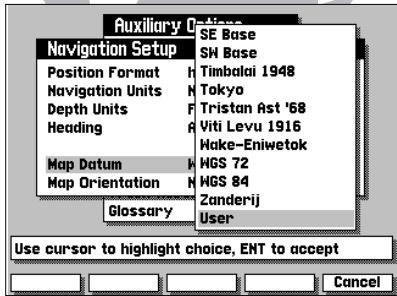 Auxiliary Options
Navigation Setup
Position Format h
Navigation Units N
Depth Units F
Heading A
Map Datum W
Map Orientation N
Glossary
SE Base
SW Base
Timbalai 1948
Tokyo
Tristan Ast '68
Viti Levu 1916
Wake-Eniwetok
WGS 72
WGS 84
Zanderij
User
Use cursor to highlight choice, ENT to accept
Cancel